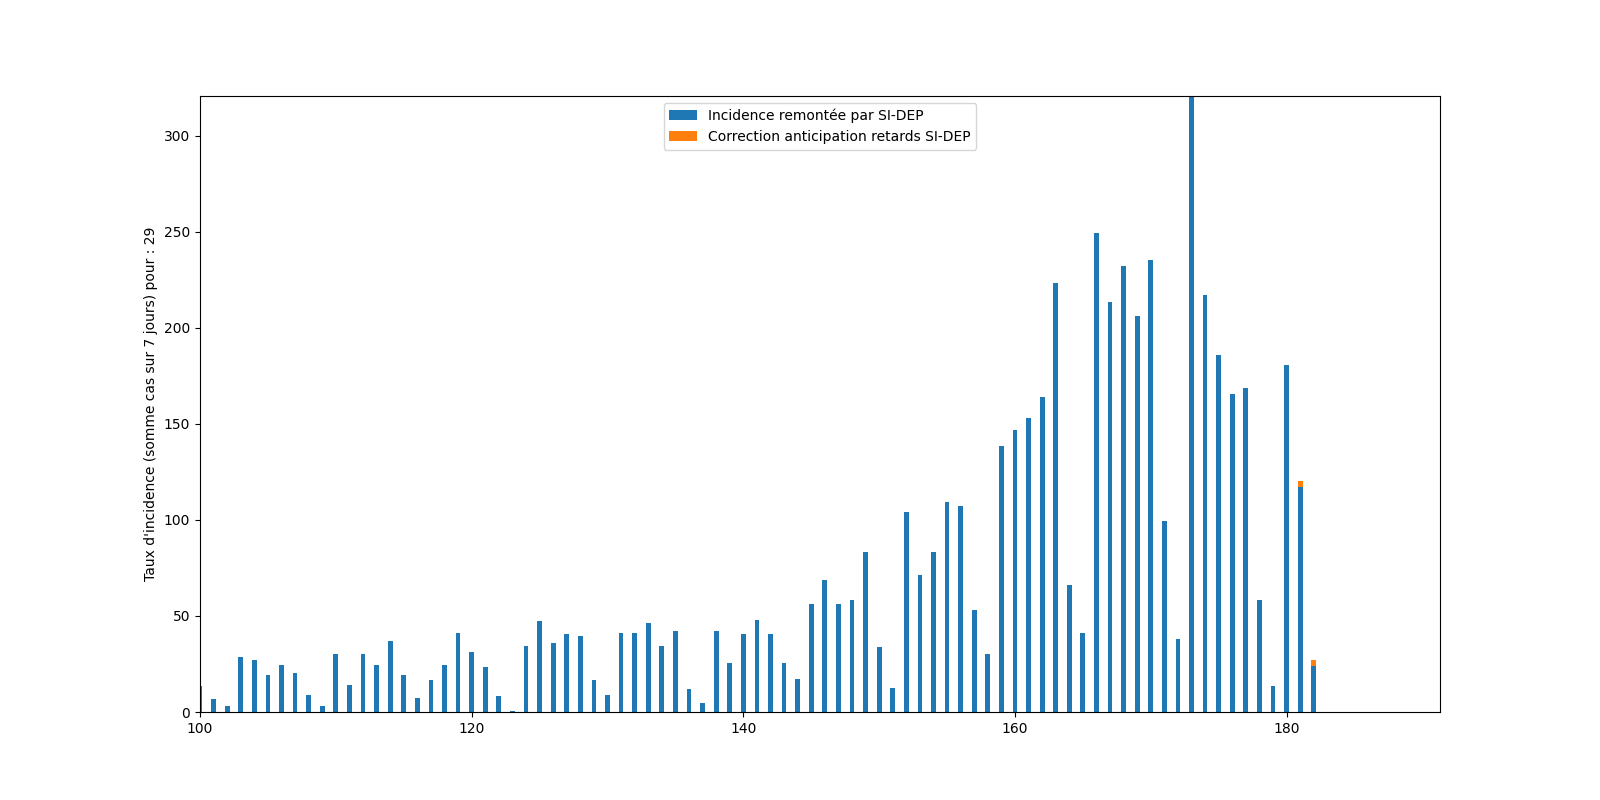 Incidence remontée par SI-DEP
Correction anticipation retards SI-DEP
Taux d'incidence (somme cas sur 7 jours) pour : 29
300
250
200
150
100
50
0
100 120 140 160 180